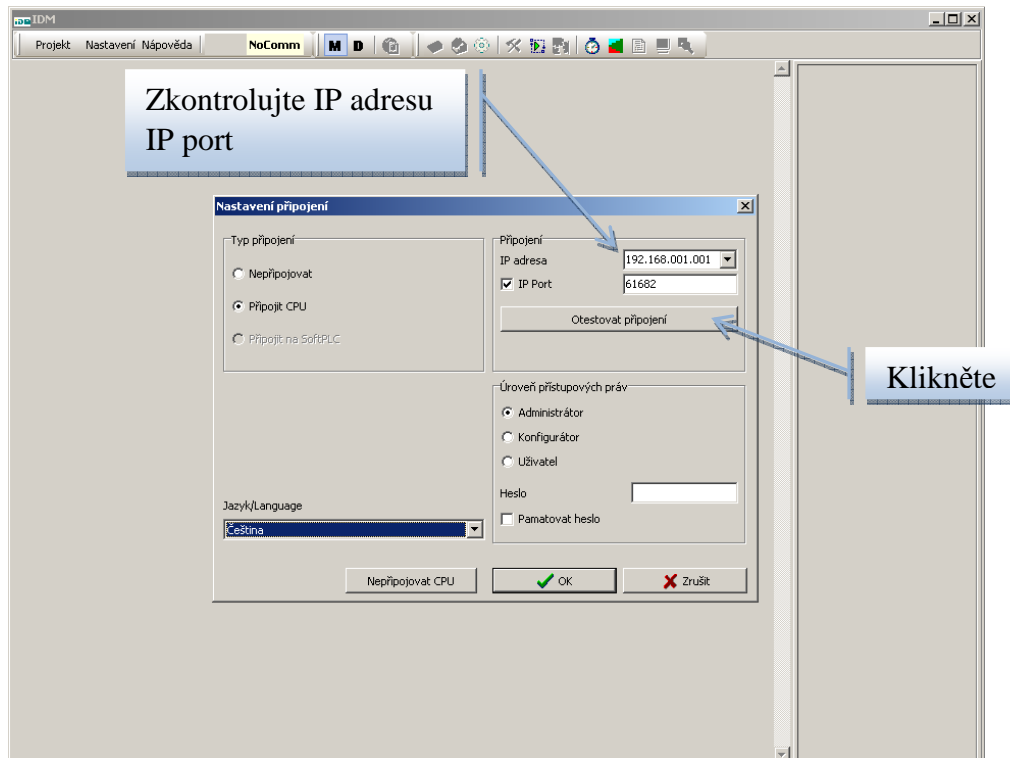 IDM
Projekt Nastavení Nápověda NoComm M D
Zkontrolujte IP adresu
IP port
Nastavení připojení
Typ připojení
Nepřipojovat
Připojit CPU
Připojit na SoftPLC
Připojení
IP adresa 192.168.001.001
IP Port 61682
Otestovat připojení
Klikněte
Úroveň přístupových práv
Administrátor
Konfigurátor
Uživatel
Heslo
Pamatovat heslo
Jazyk/Language
Čeština
Nepřipojovat CPU OK Zrušit